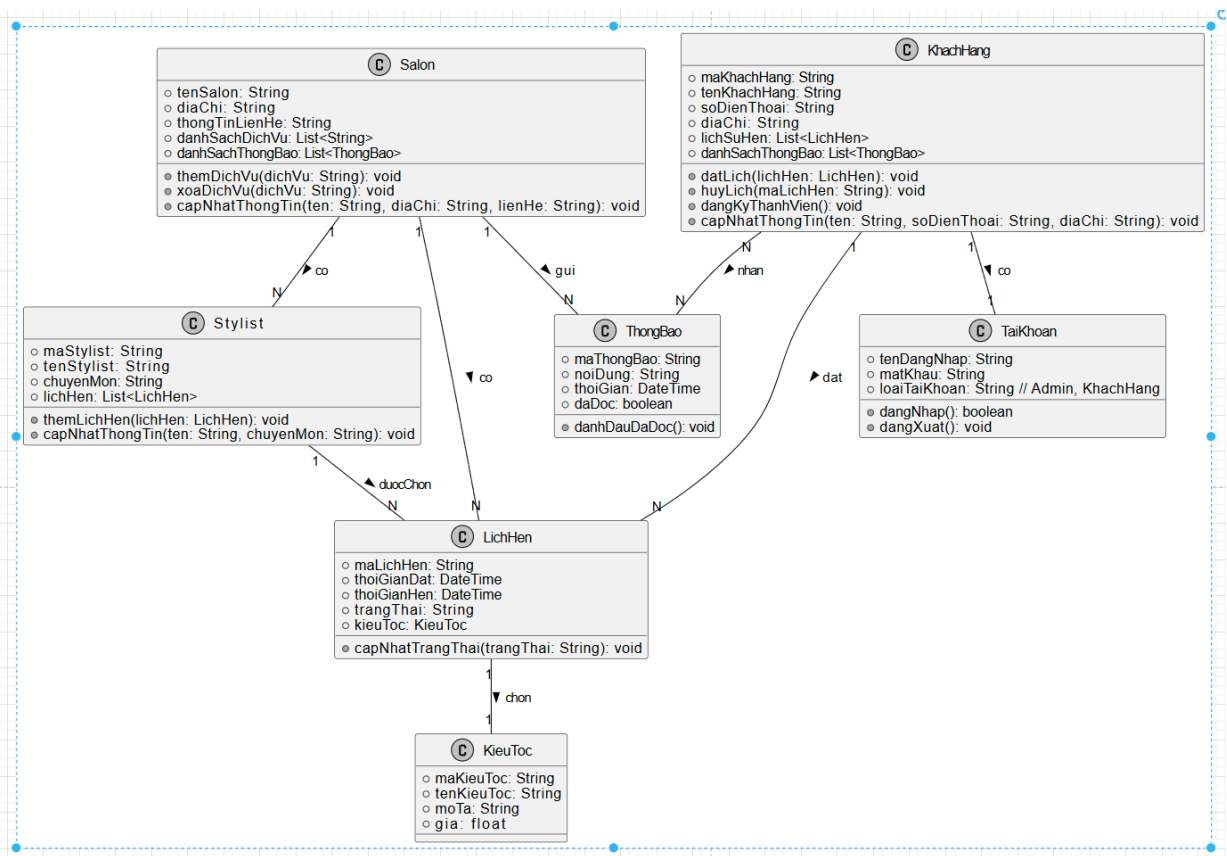 C Salon
tenSalon: String
diaChi: String
thongTinLienHe: String
danhSachDichVu: List<String>
danhSachThongBao: List<ThongBao>
themDichVu(dichVu: String): void
xoaDichVu(dichVu: String): void
capNhatThongTin(ten: String, diaChi: String, lienHe: String): void
C KhachHang
maKhachHang: String
tenKhachHang: String
soDienThoai: String
diaChi: String
lichSuHen: List<LichHen>
danhSachThongBao: List<ThongBao>
datLich(lichHen: LichHen): void
huyLich(maLichHen: String): void
dangKyThanhVien(): void
capNhatThongTin(ten: String, soDienThoai: String, diaChi: String): void
1
1
1
N
1
1
co
gui
nhan
co
N
N
N
1
C Stylist
maStylist: String
tenStylist: String
chuyenMon: String
lichHen: List<LichHen>
themLichHen(lichHen: LichHen): void
capNhatThongTin(ten: String, chuyenMon: String): void
co
C ThongBao
maThongBao: String
noiDung: String
thoiGian: DateTime
daDoc: boolean
danhDauDaDoc(): void
dat
C TaiKhoan
tenDangNhap: String
matKhau: String
loaiTaiKhoan: String // Admin, KhachHang
dangNhap(): boolean
dangXuat(): void
1
duocChon
N
N
N
C LichHen
maLichHen: String
thoiGianDat: DateTime
thoiGianHen: DateTime
trangThai: String
kieuToc: KieuToc
capNhatTrangThai(trangThai: String): void
1
chon
1
C KieuToc
maKieuToc: String
tenKieuToc: String
moTa: String
gia: float